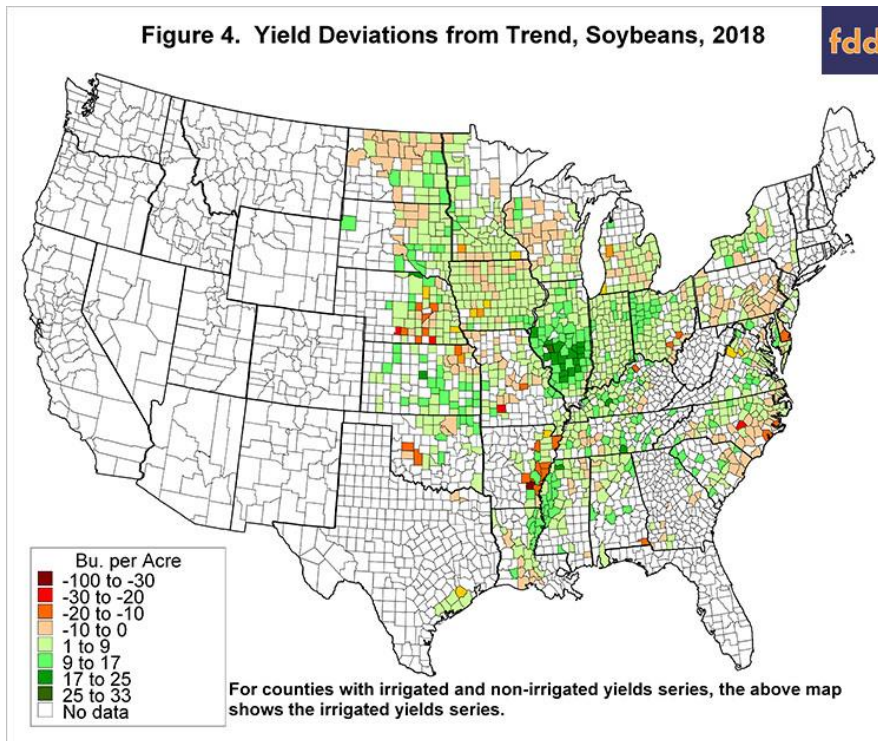 Figure 4.  Yield Deviations from Trend, Soybeans, 2018
fdd
Bu. per Acre
-100 to -30
-30 to -20
-20 to -10
-10 to 0
1 to 9
9 to 17
17 to 25
25 to 33
No data
For counties with irrigated and non-irrigated yields series, the above map
shows the irrigated yields series.